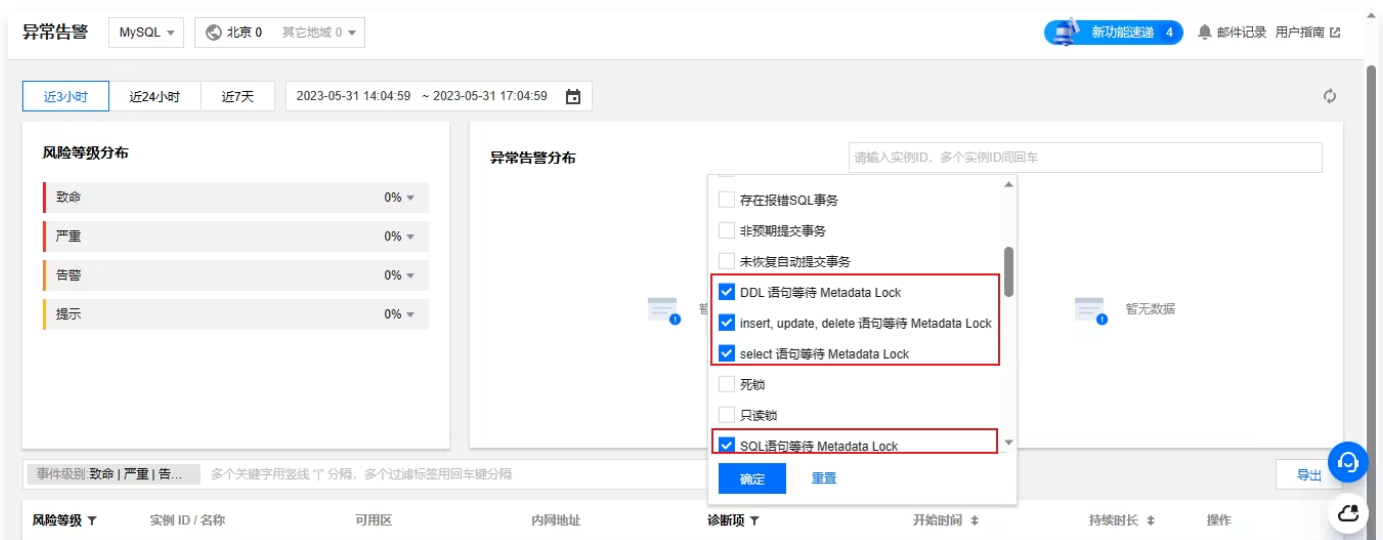 异常告警 MySQL 北京 0 其它地域 0 新功能速递 4 邮件记录 用户指南
近3小时 近24小时 近7天 2023-05-31 14:04:59 ~ 2023-05-31 17:04:59
风险等级分布
致命 0%
严重 0%
告警 0%
提示 0%
异常告警分布 请输入实例ID，多个实例ID间回车
存在报错SQL事务
非预期提交事务
未恢复自动提交事务
DDL 语句等待 Metadata Lock
insert, update, delete 语句等待 Metadata Lock
select 语句等待 Metadata Lock
死锁
只读锁
SQL语句等待 Metadata Lock
确定 重置
暂无数据
事件级别:致命 | 严重 | 告... 多个关键字用竖线 "|" 分隔，多个过滤标签用回车键分隔 导出
风险等级 实例 ID / 名称 可用区 内网地址 诊断项 开始时间 持续时长 操作